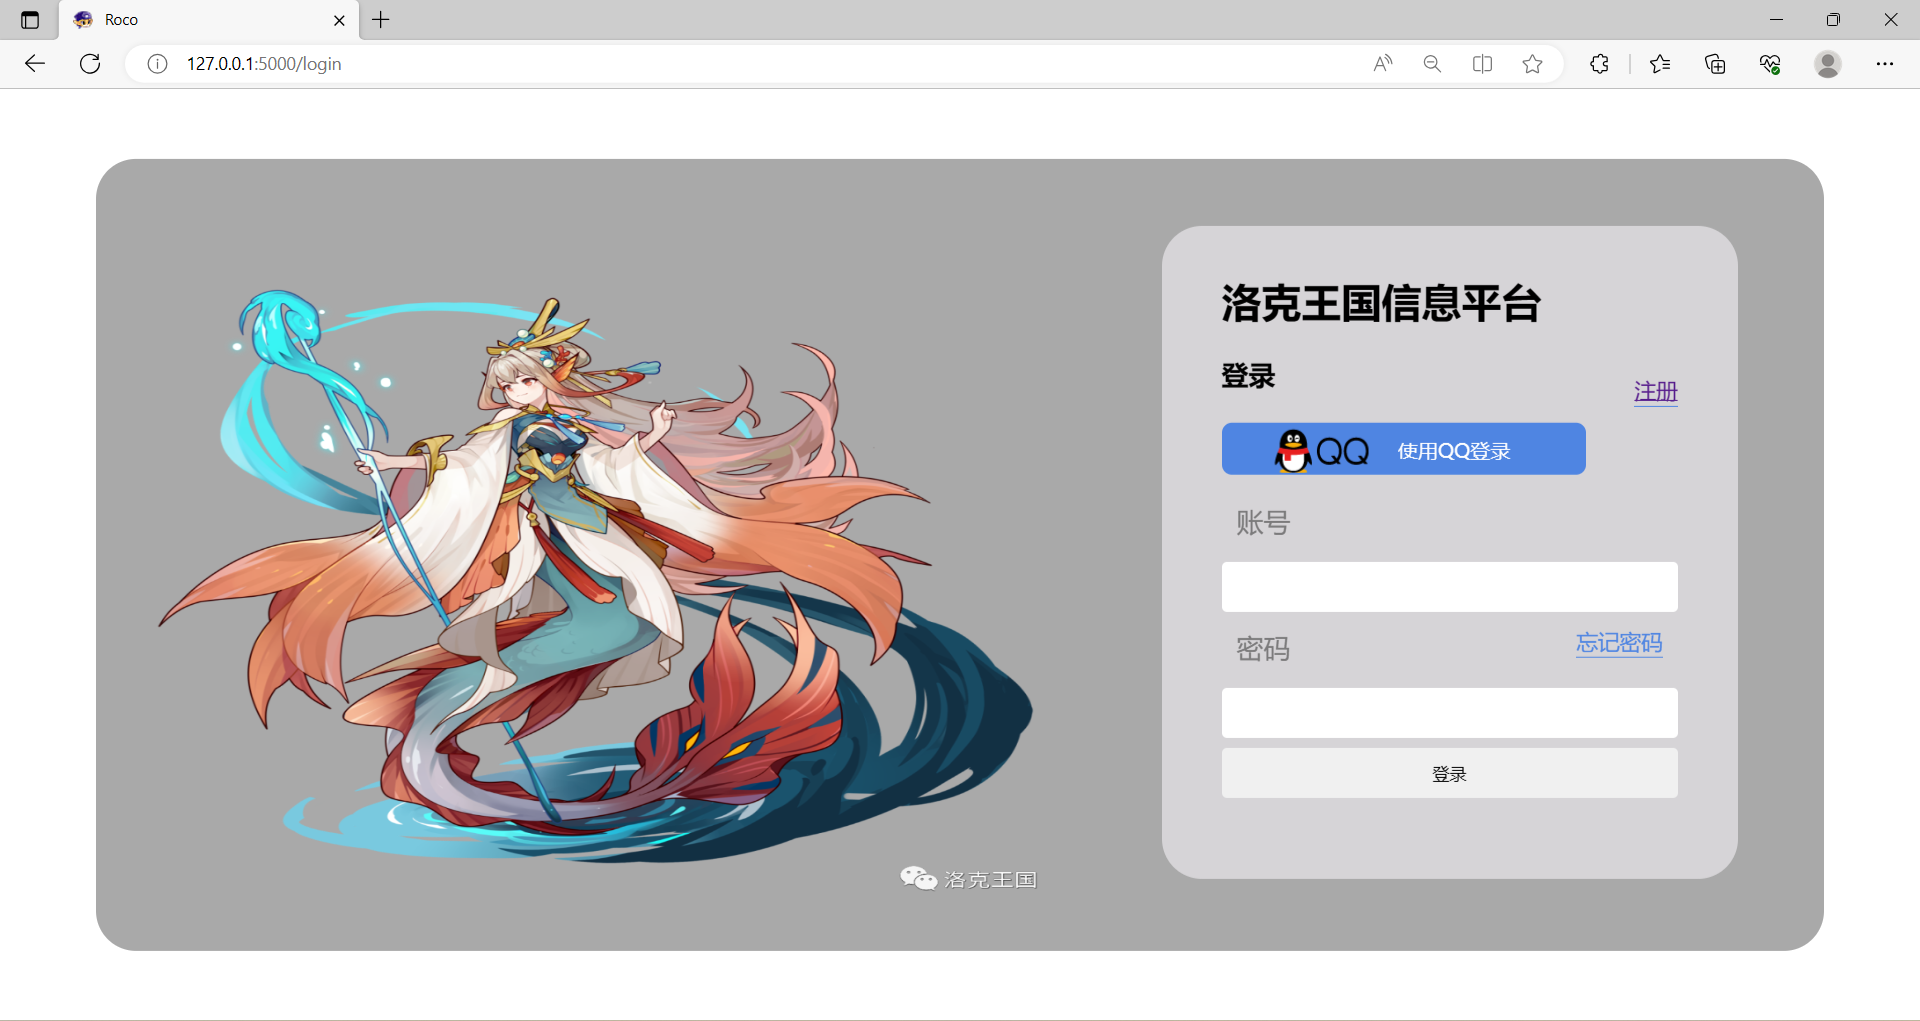 Roco
127.0.0.1:5000/login
洛克王国信息平台
登录
注册
QQ 使用QQ登录
账号
密码
忘记密码
登录
洛克王国